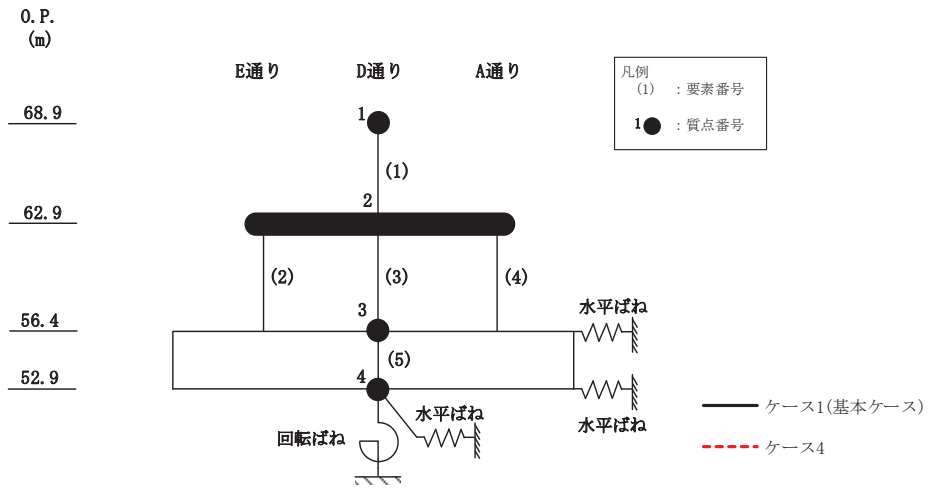 O.P.
(m)
E通り D通り A通り
凡例
(1) : 要素番号
1 : 質点番号
68.9
1
(1)
2
62.9
(2) (3) (4)
3
水平ばね
56.4
(5)
52.9
4
水平ばね
水平ばね
回転ばね
ケース1(基本ケース)
ケース4